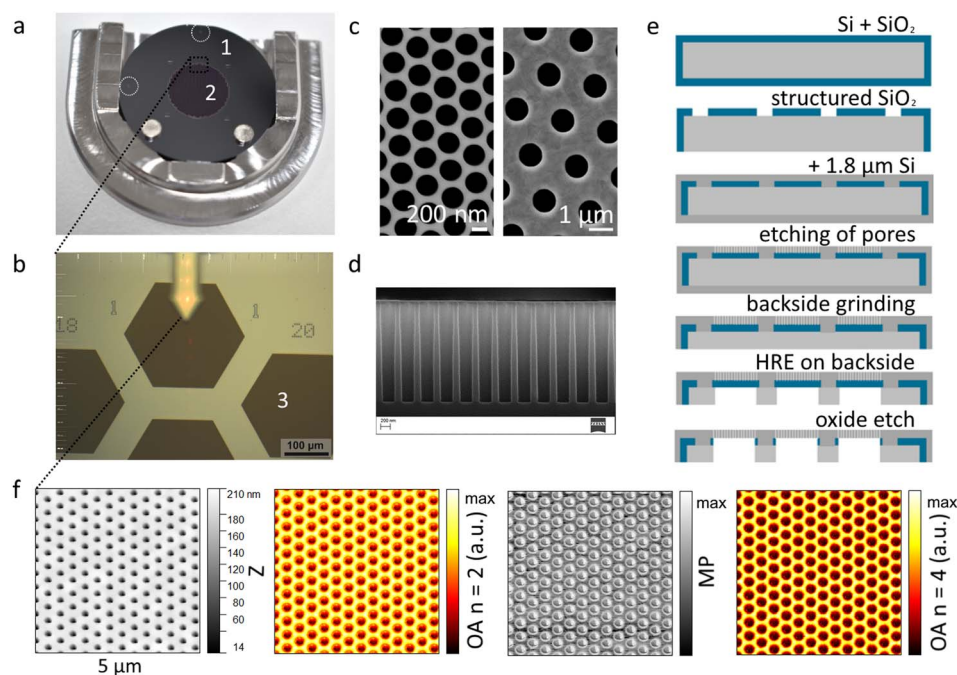 a
1
2
b
1
1
18
20
3
100 µm
c
200 nm
1 µm
d
200 nm
ZEISS
e
Si + SiO₂
structured SiO₂
+ 1.8 µm Si
etching of pores
backside grinding
HRE on backside
oxide etch
f
5 µm
210 nm
180
160
140
120
100
80
60
14
Z
max
OA n = 2 (a.u.)
max
MP
max
OA n = 4 (a.u.)